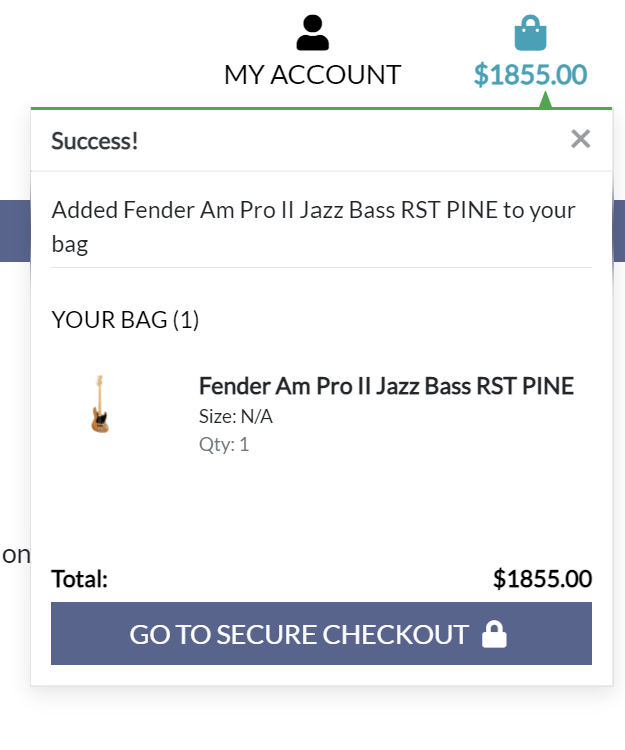 MY ACCOUNT
$1855.00
Success!
×
Added Fender Am Pro II Jazz Bass RST PINE to your
bag
YOUR BAG (1)
Fender Am Pro II Jazz Bass RST PINE
Size: N/A
Qty: 1
on
Total:
$1855.00
GO TO SECURE CHECKOUT